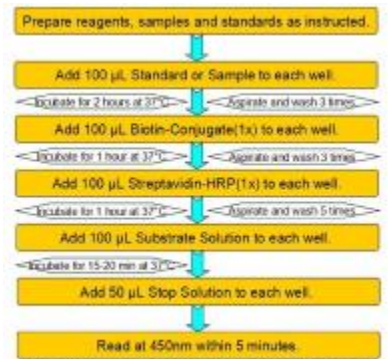 Prepare reagents, samples and standards as instructed.
Add 100 μL Standard or Sample to each well.
Incubate for 2 hours at 37°C Aspirate and wash 3 times
Add 100 μL Biotin-Conjugate(1x) to each well.
Incubate for 1 hour at 37°C Aspirate and wash 3 times
Add 100 μL Streptavidin-HRP(1x) to each well.
Incubate for 1 hour at 37°C Aspirate and wash 5 times
Add 100 μL Substrate Solution to each well.
Incubate for 15-20 min at 37°C
Add 50 μL Stop Solution to each well.
Read at 450nm within 5 minutes.